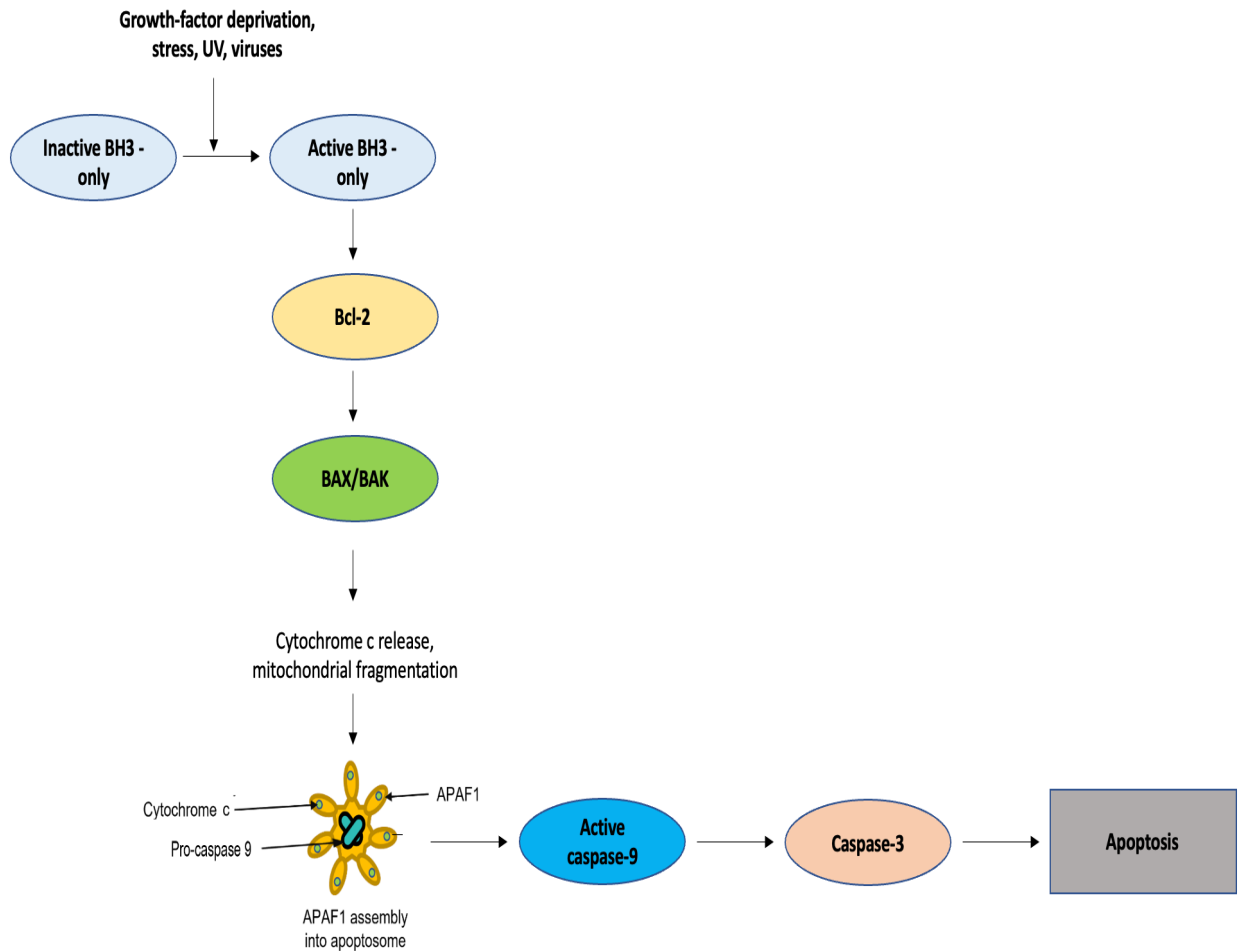 Growth-factor deprivation,
stress, UV, viruses
Inactive BH3 -
only
Active BH3 -
only
Bcl-2
BAX/BAK
Cytochrome c release,
mitochondrial fragmentation
Cytochrome c
APAF1
Pro-caspase 9
APAF1 assembly
into apoptosome
Active
caspase-9
Caspase-3
Apoptosis